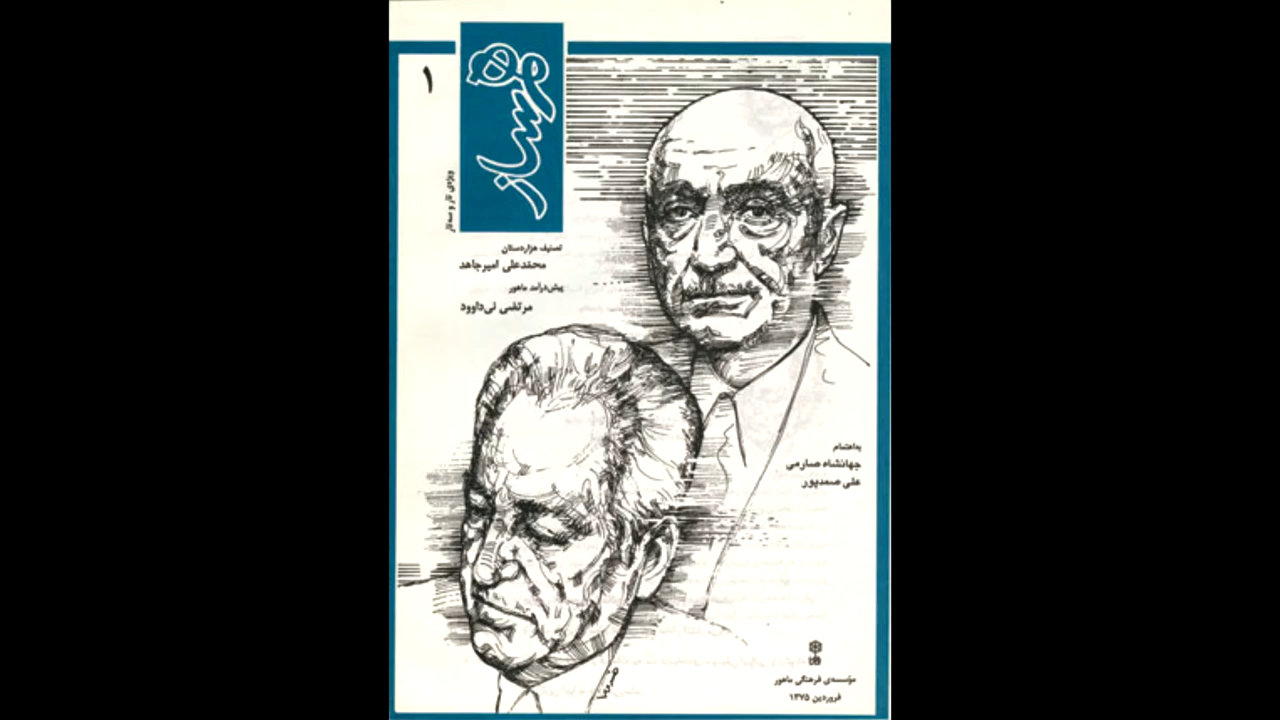 ۱
همساز
ویژه‌ی تار و سه‌تار
تصنیف هزاردستان
محمدعلی امیرجاهد
پیش‌درآمد ماهور
مرتضی نی‌داوود
به‌اهتمام
جهانشاه صارمی
علی صمدپور
مؤسسه‌ی فرهنگی ماهور
فروردین ۱۳۷۵